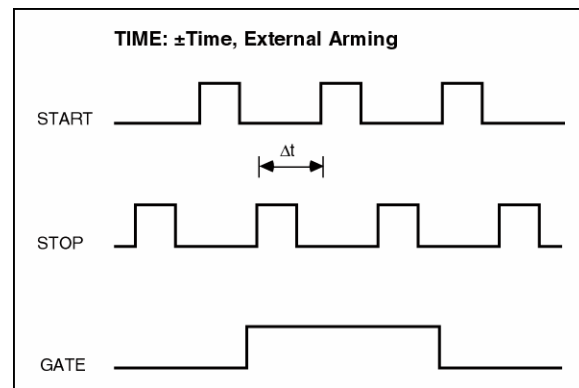 TIME: ±Time, External Arming
START
Δt
STOP
GATE